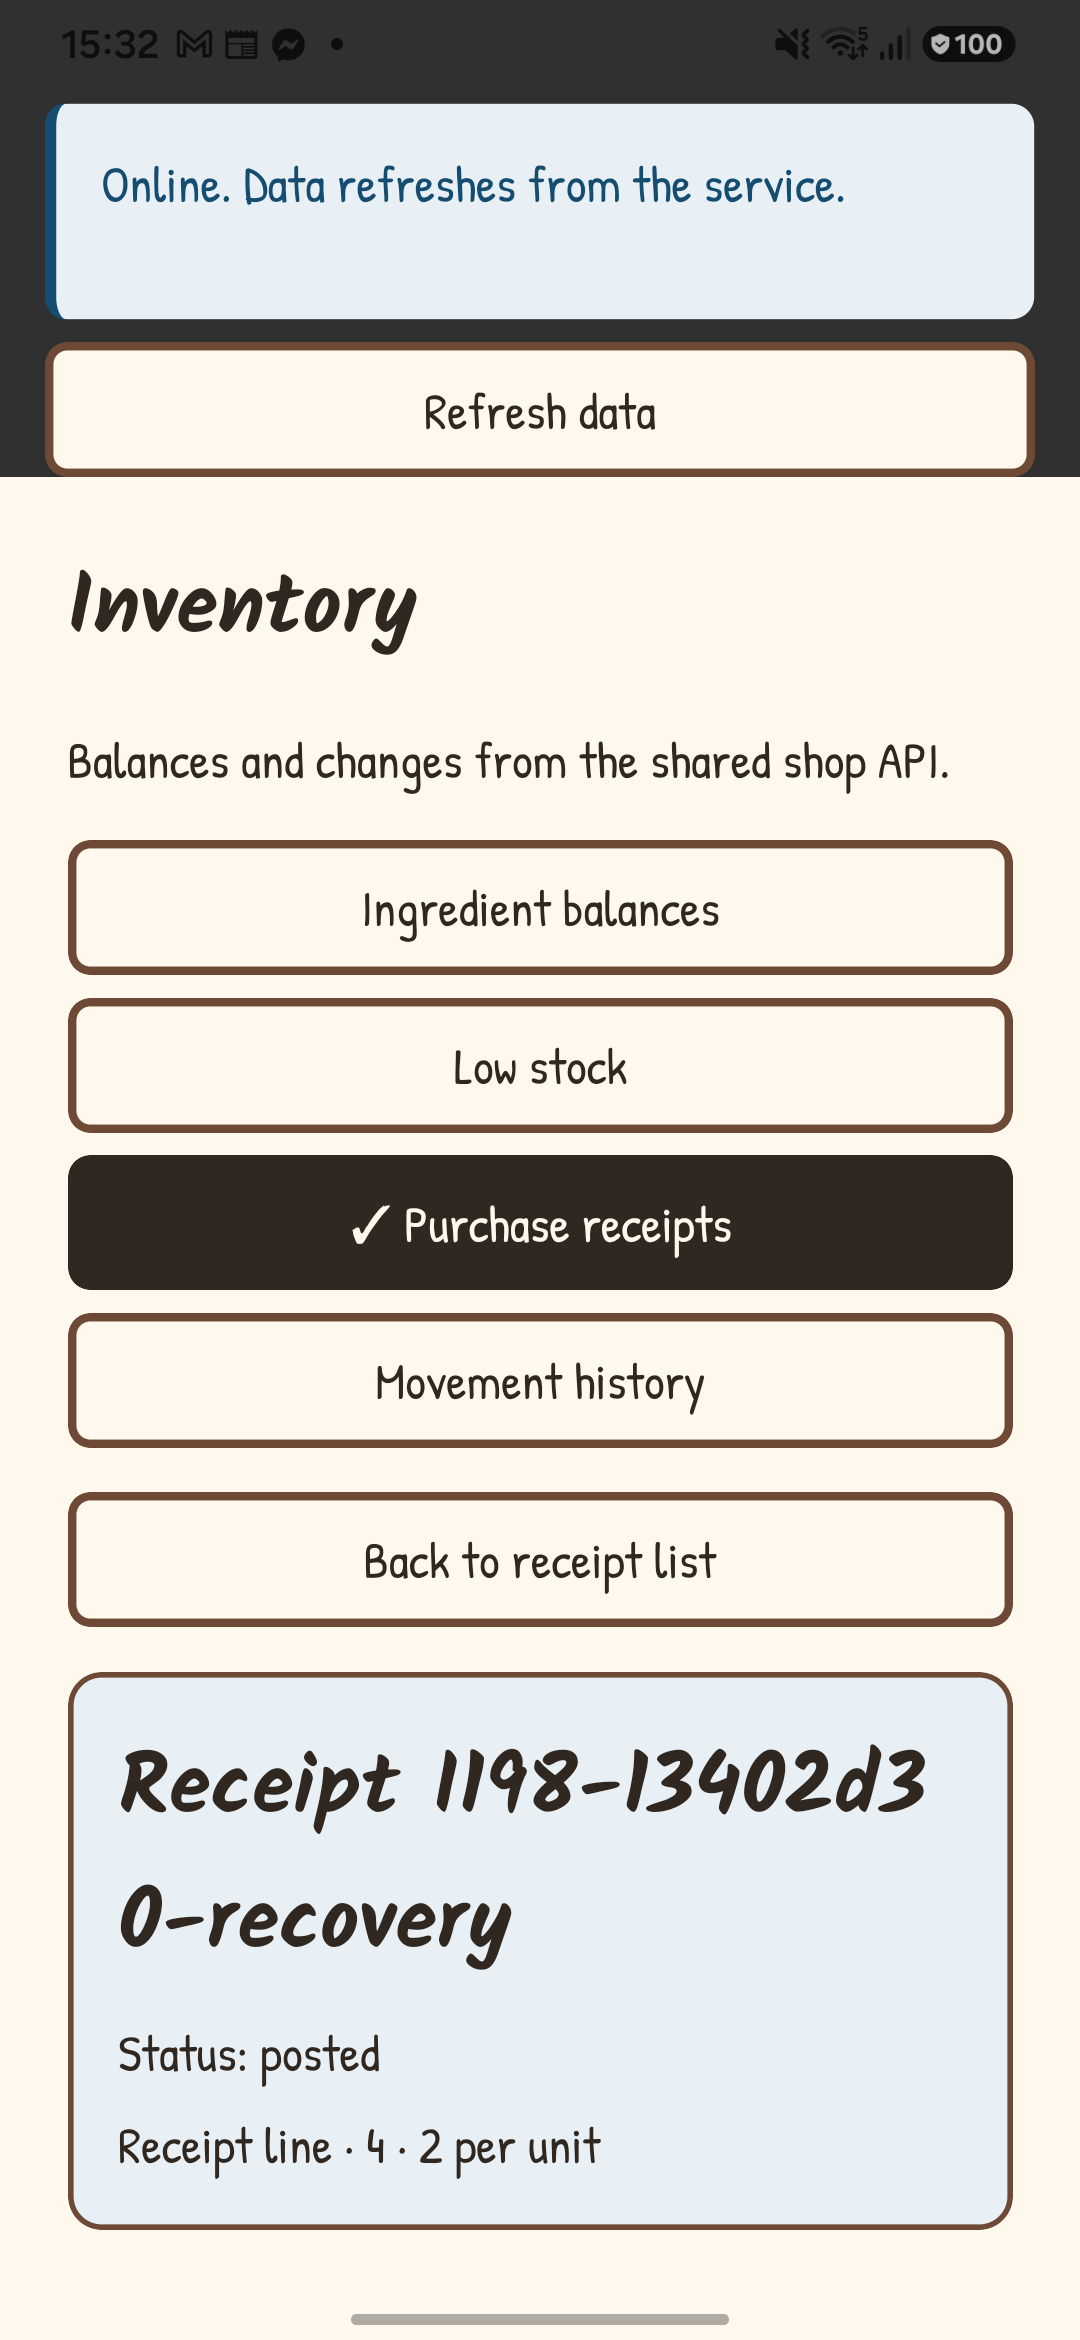 15:32
5
100
Online. Data refreshes from the service.
Refresh data
Inventory
Balances and changes from the shared shop API.
Ingredient balances
Low stock
✓ Purchase receipts
Movement history
Back to receipt list
Receipt 1198-13402d3
0-recovery
Status: posted
Receipt line · 4 · 2 per unit